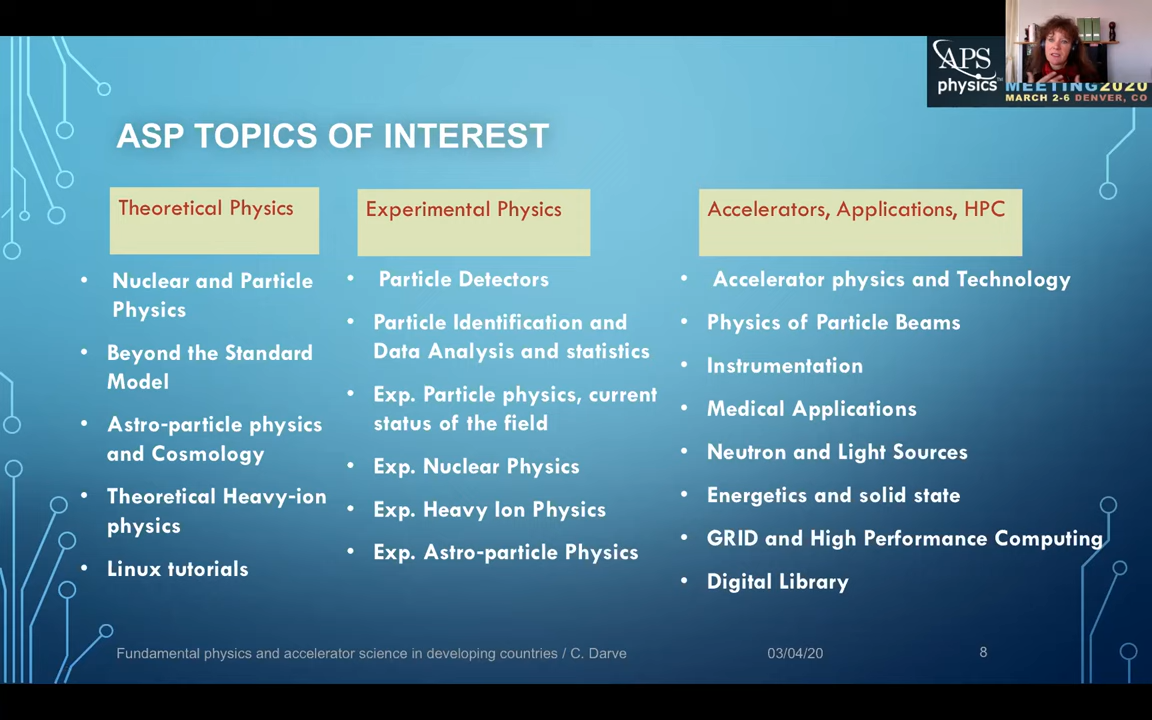 APS
physics™
MEETING2020
MARCH 2-6 DENVER, CO
ASP TOPICS OF INTEREST
Theoretical Physics
• Nuclear and Particle
Physics
• Beyond the Standard
Model
• Astro-particle physics
and Cosmology
• Theoretical Heavy-ion
physics
• Linux tutorials
Experimental Physics
• Particle Detectors
• Particle Identification and
Data Analysis and statistics
• Exp. Particle physics, current
status of the field
• Exp. Nuclear Physics
• Exp. Heavy Ion Physics
• Exp. Astro-particle Physics
Accelerators, Applications, HPC
• Accelerator physics and Technology
• Physics of Particle Beams
• Instrumentation
• Medical Applications
• Neutron and Light Sources
• Energetics and solid state
• GRID and High Performance Computing
• Digital Library
Fundamental physics and accelerator science in developing countries / C. Darve
03/04/20
8